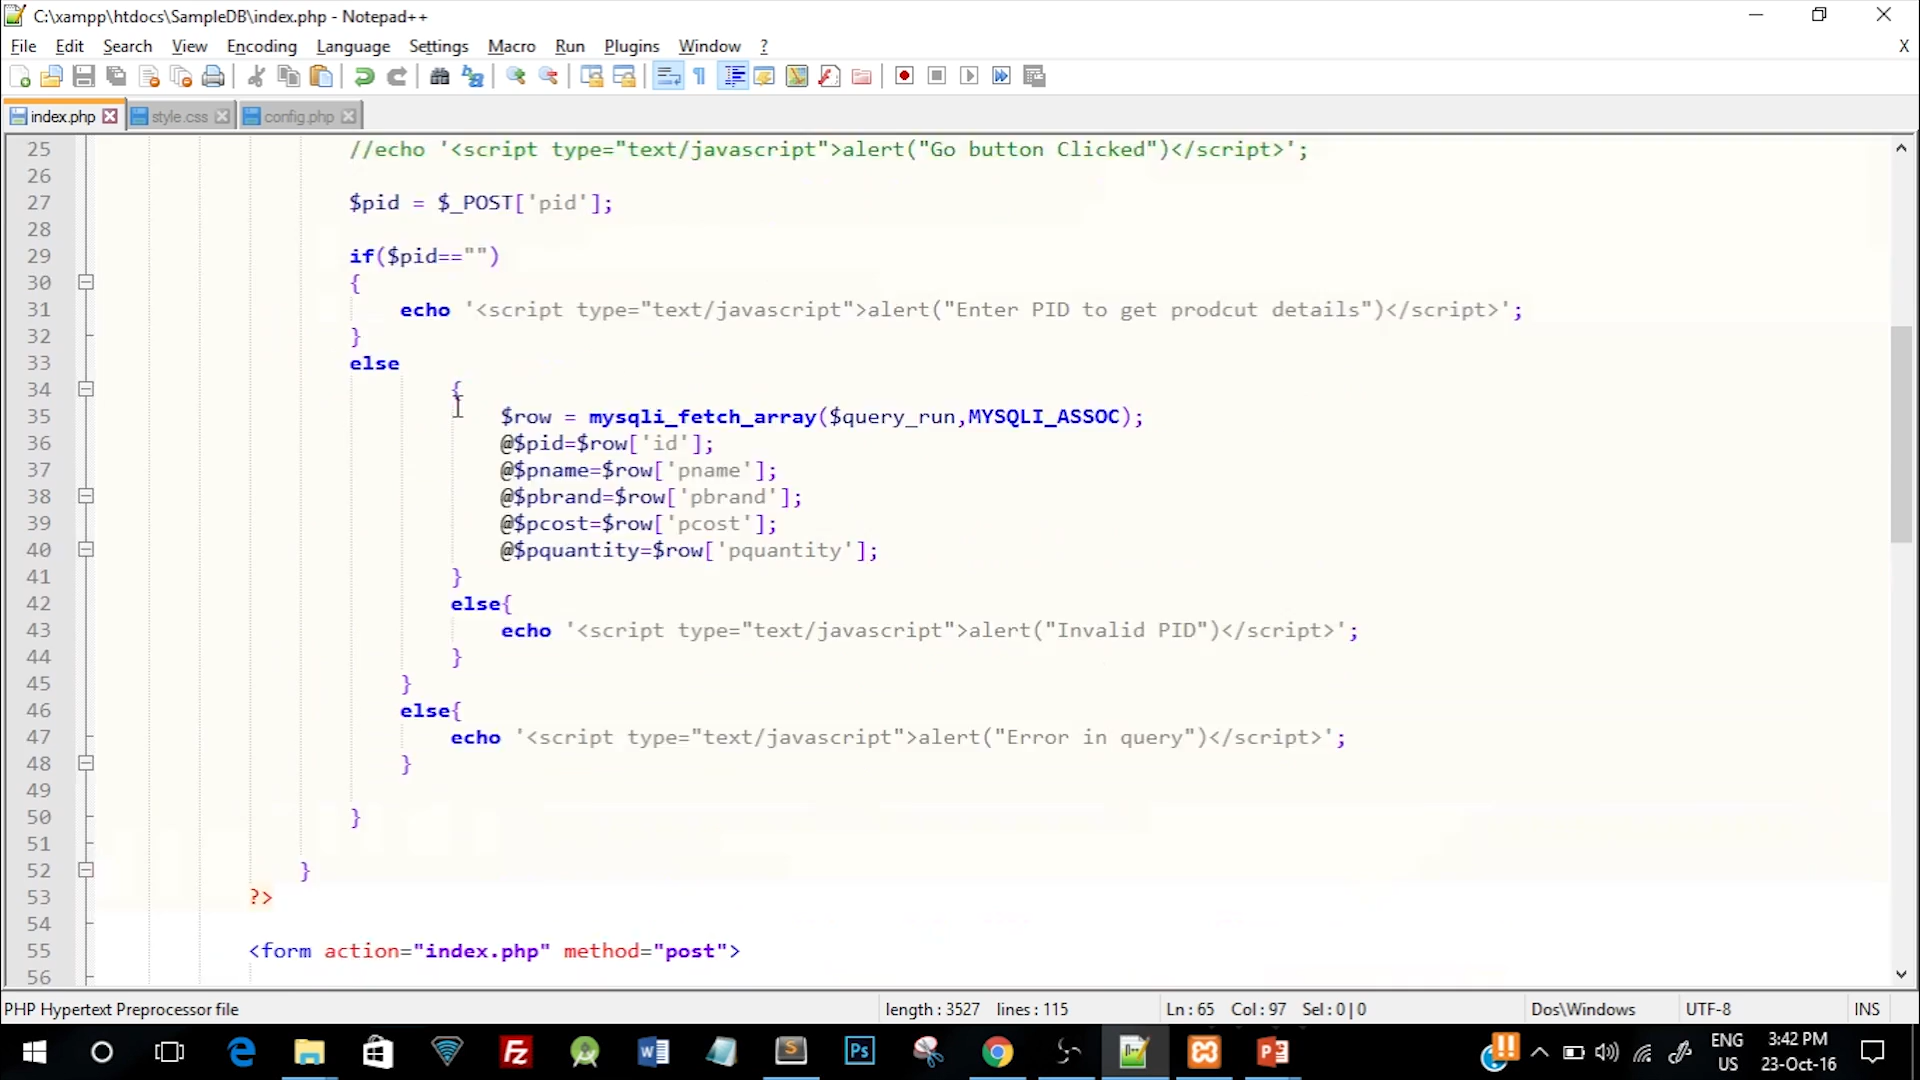 C:\xampp\htdocs\SampleDB\index.php - Notepad++
File Edit Search View Encoding Language Settings Macro Run Plugins Window ? X
index.php style.css config.php
25 //echo '<script type="text/javascript">alert("Go button Clicked")</script>';
26
27 $pid = $_POST['pid'];
28
29 if($pid=="")
30 {
31 echo '<script type="text/javascript">alert("Enter PID to get prodcut details")</script>';
32 }
33 else
34 {
35 $row = mysqli_fetch_array($query_run,MYSQLI_ASSOC);
36 @$pid=$row['id'];
37 @$pname=$row['pname'];
38 @$pbrand=$row['pbrand'];
39 @$pcost=$row['pcost'];
40 @$pquantity=$row['pquantity'];
41 }
42 else{
43 echo '<script type="text/javascript">alert("Invalid PID")</script>';
44 }
45 }
46 else{
47 echo '<script type="text/javascript">alert("Error in query")</script>';
48 }
49
50 }
51
52 }
53 ?>
54
55 <form action="index.php" method="post">
56
PHP Hypertext Preprocessor file length : 3527 lines : 115 Ln : 65 Col : 97 Sel : 0 | 0 Dos\Windows UTF-8 INS
ENG 3:42 PM
US 23-Oct-16